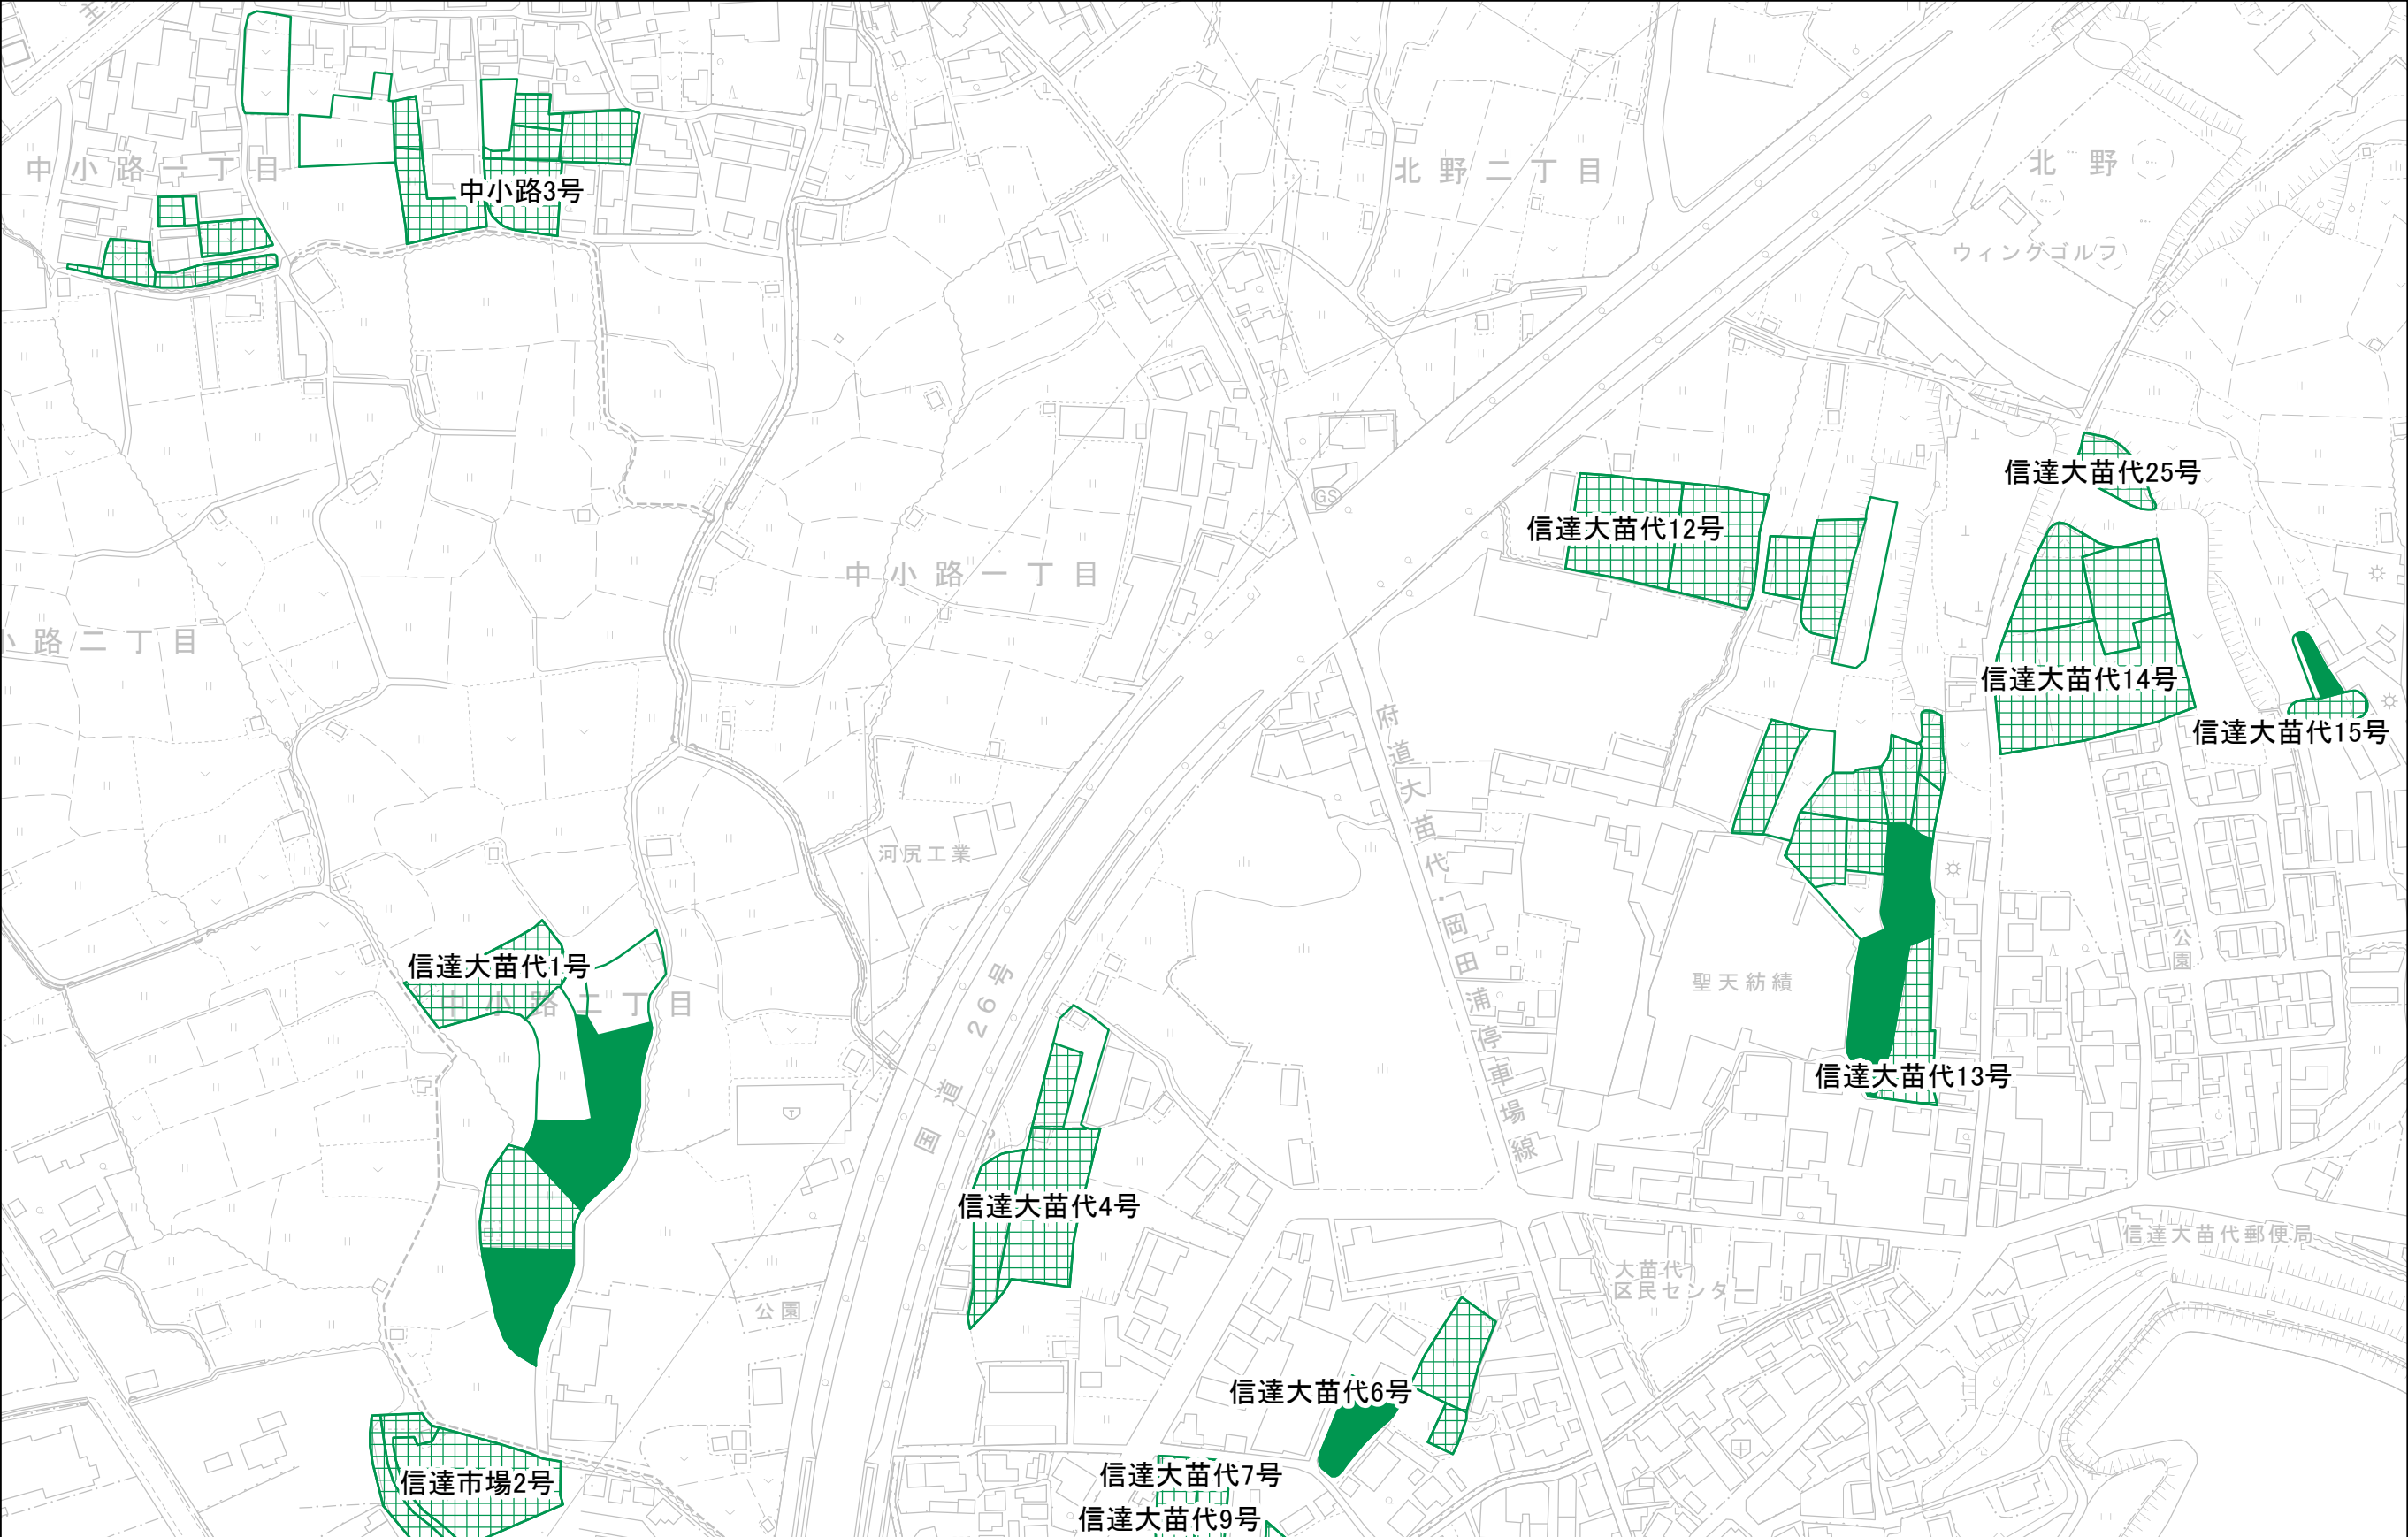 中小路一丁目
中小路3号
北野二丁目
北野
ウィングゴルフ
信達大苗代25号
GS
信達大苗代12号
中小路一丁目
小路二丁目
信達大苗代14号
信達大苗代15号
府道大苗代・岡田浦停車場線
河尻工業
公園
信達大苗代1号
中小路二丁目
聖天紡績
国道26号
信達大苗代13号
信達大苗代4号
信達大苗代郵便局
大苗代
区民センター
公園
信達大苗代6号
信達大苗代7号
信達市場2号
信達大苗代9号